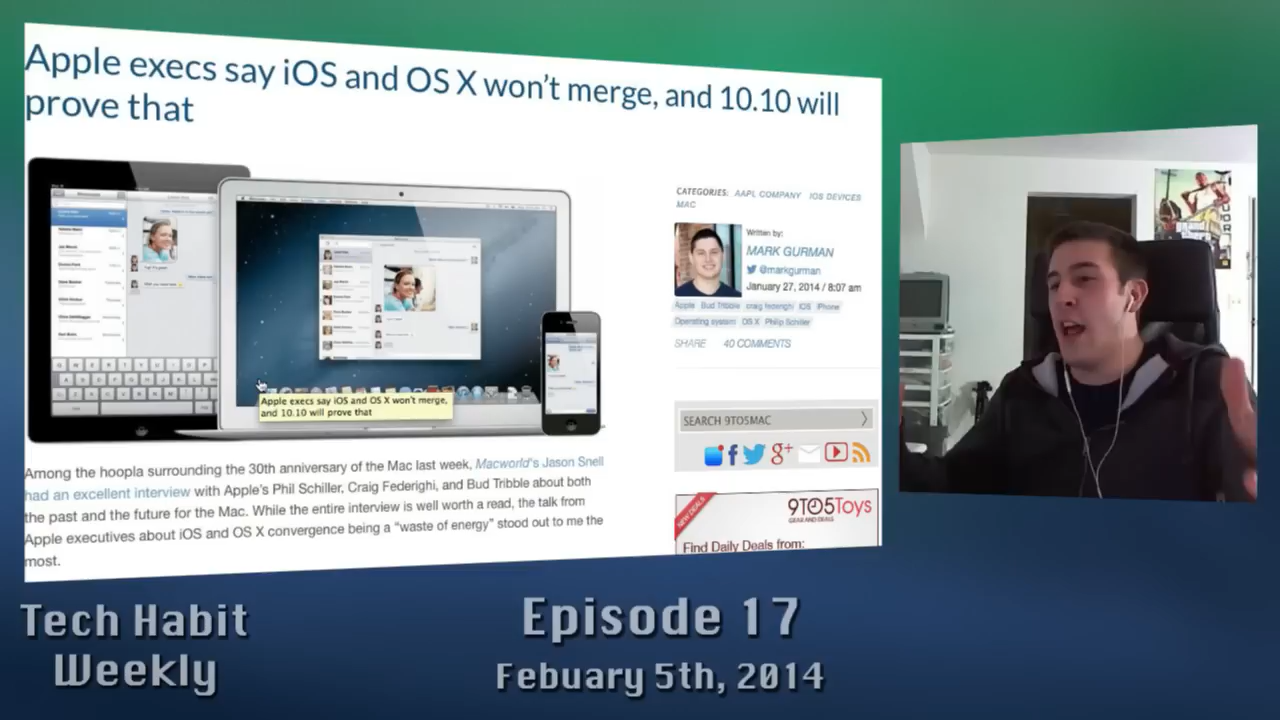 Apple execs say iOS and OS X won't merge, and 10.10 will
prove that
CATEGORIES: AAPL COMPANY IOS DEVICES
MAC
Written by:
MARK GURMAN
@markgurman
January 27, 2014 / 8:07 am
Apple Bud Tribble craig federighi iOS iPhone
Operating system OS X Philip Schiller
SHARE 40 COMMENTS
Apple execs say iOS and OS X won't merge,
and 10.10 will prove that
SEARCH 9TO5MAC
Among the hoopla surrounding the 30th anniversary of the Mac last week, Macworld's Jason Snell
had an excellent interview with Apple's Phil Schiller, Craig Federighi, and Bud Tribble about both
the past and the future for the Mac. While the entire interview is well worth a read, the talk from
Apple executives about iOS and OS X convergence being a "waste of energy" stood out to me the
most.
NEW DEALS
9TO5Toys
GEAR AND DEALS
Find Daily Deals from:
Tech Habit
Weekly
Episode 17
Febuary 5th, 2014